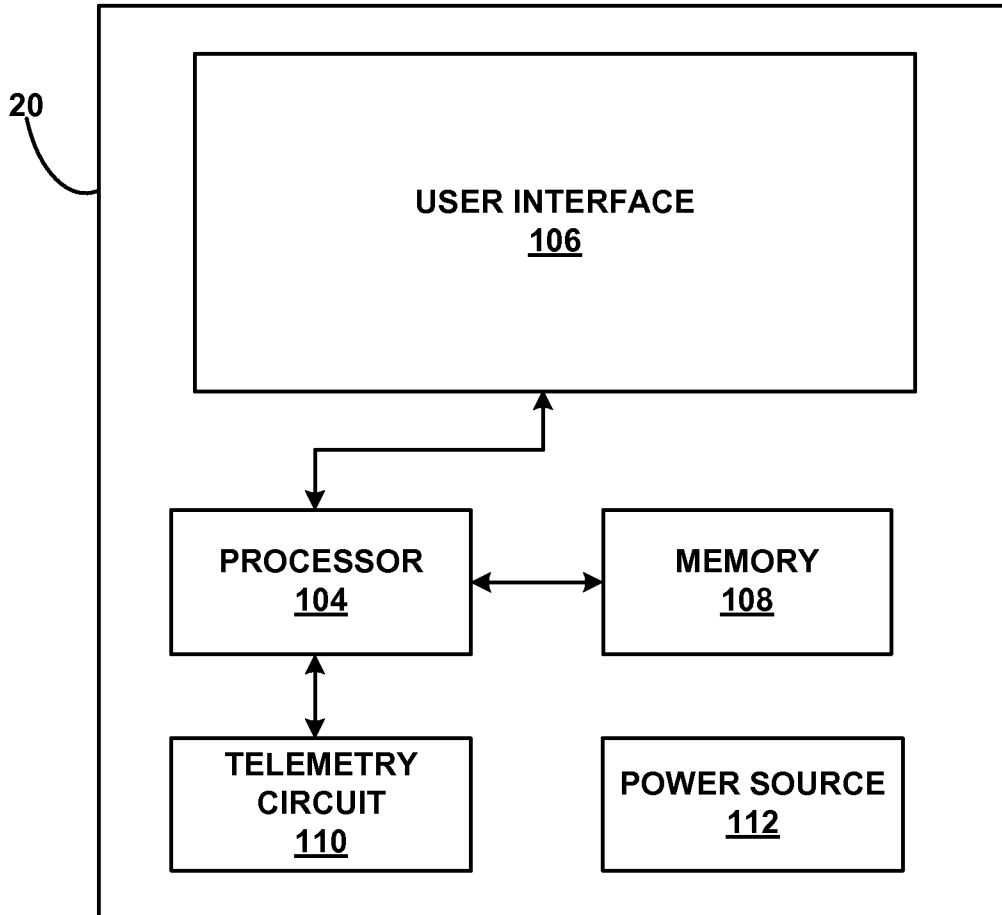 20
USER INTERFACE
106
PROCESSOR
104
MEMORY
108
TELEMETRY
CIRCUIT
110
POWER SOURCE
112